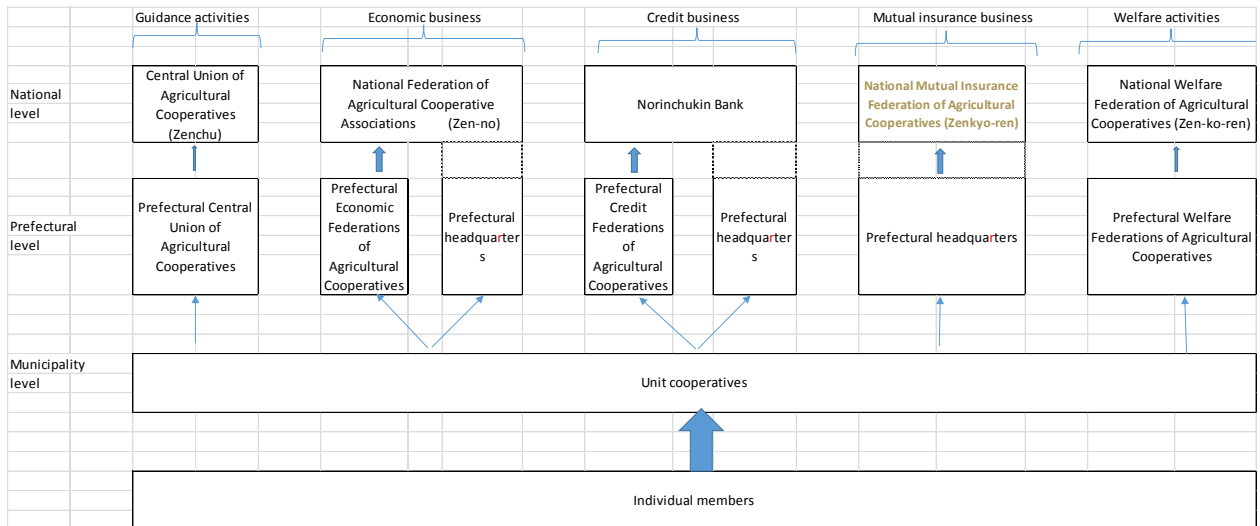 Guidance activities
Economic business
Credit business
Mutual insurance business
Welfare activities
National
level
Central Union of
Agricultural
Cooperatives
(Zenchu)
National Federation of
Agricultural Cooperative
Associations (Zen-no)
Norinchukin Bank
National Mutual Insurance
Federation of Agricultural
Cooperatives (Zenkyo-ren)
National Welfare
Federation of Agricultural
Cooperatives (Zen-ko-ren)
Prefectural
level
Prefectural Central
Union of
Agricultural
Cooperatives
Prefectural
Economic
Federations
of
Agricultural
Cooperatives
Prefectural
headquarter
s
Prefectural
Credit
Federations
of
Agricultural
Cooperatives
Prefectural
headquarter
s
Prefectural headquarters
Prefectural Welfare
Federations of Agricultural
Cooperatives
Municipality
level
Unit cooperatives
Individual members